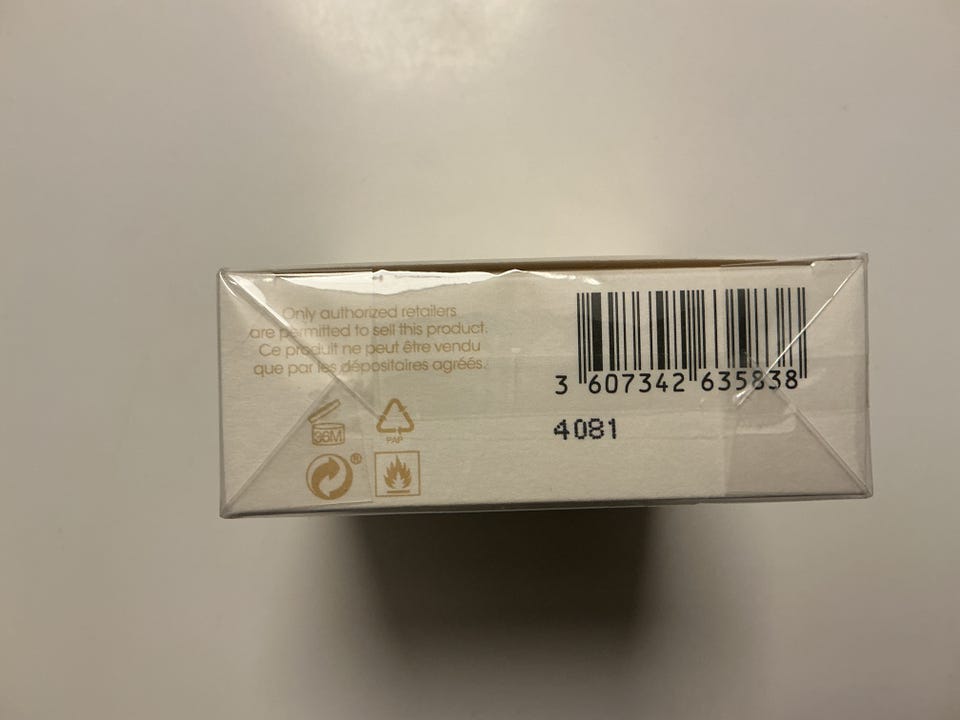 Only authorized retailers
are permitted to sell this product.
Ce produit ne peut être vendu
que par les dépositaires agréés.
36M
PAP
®
3 607342 635838
4081